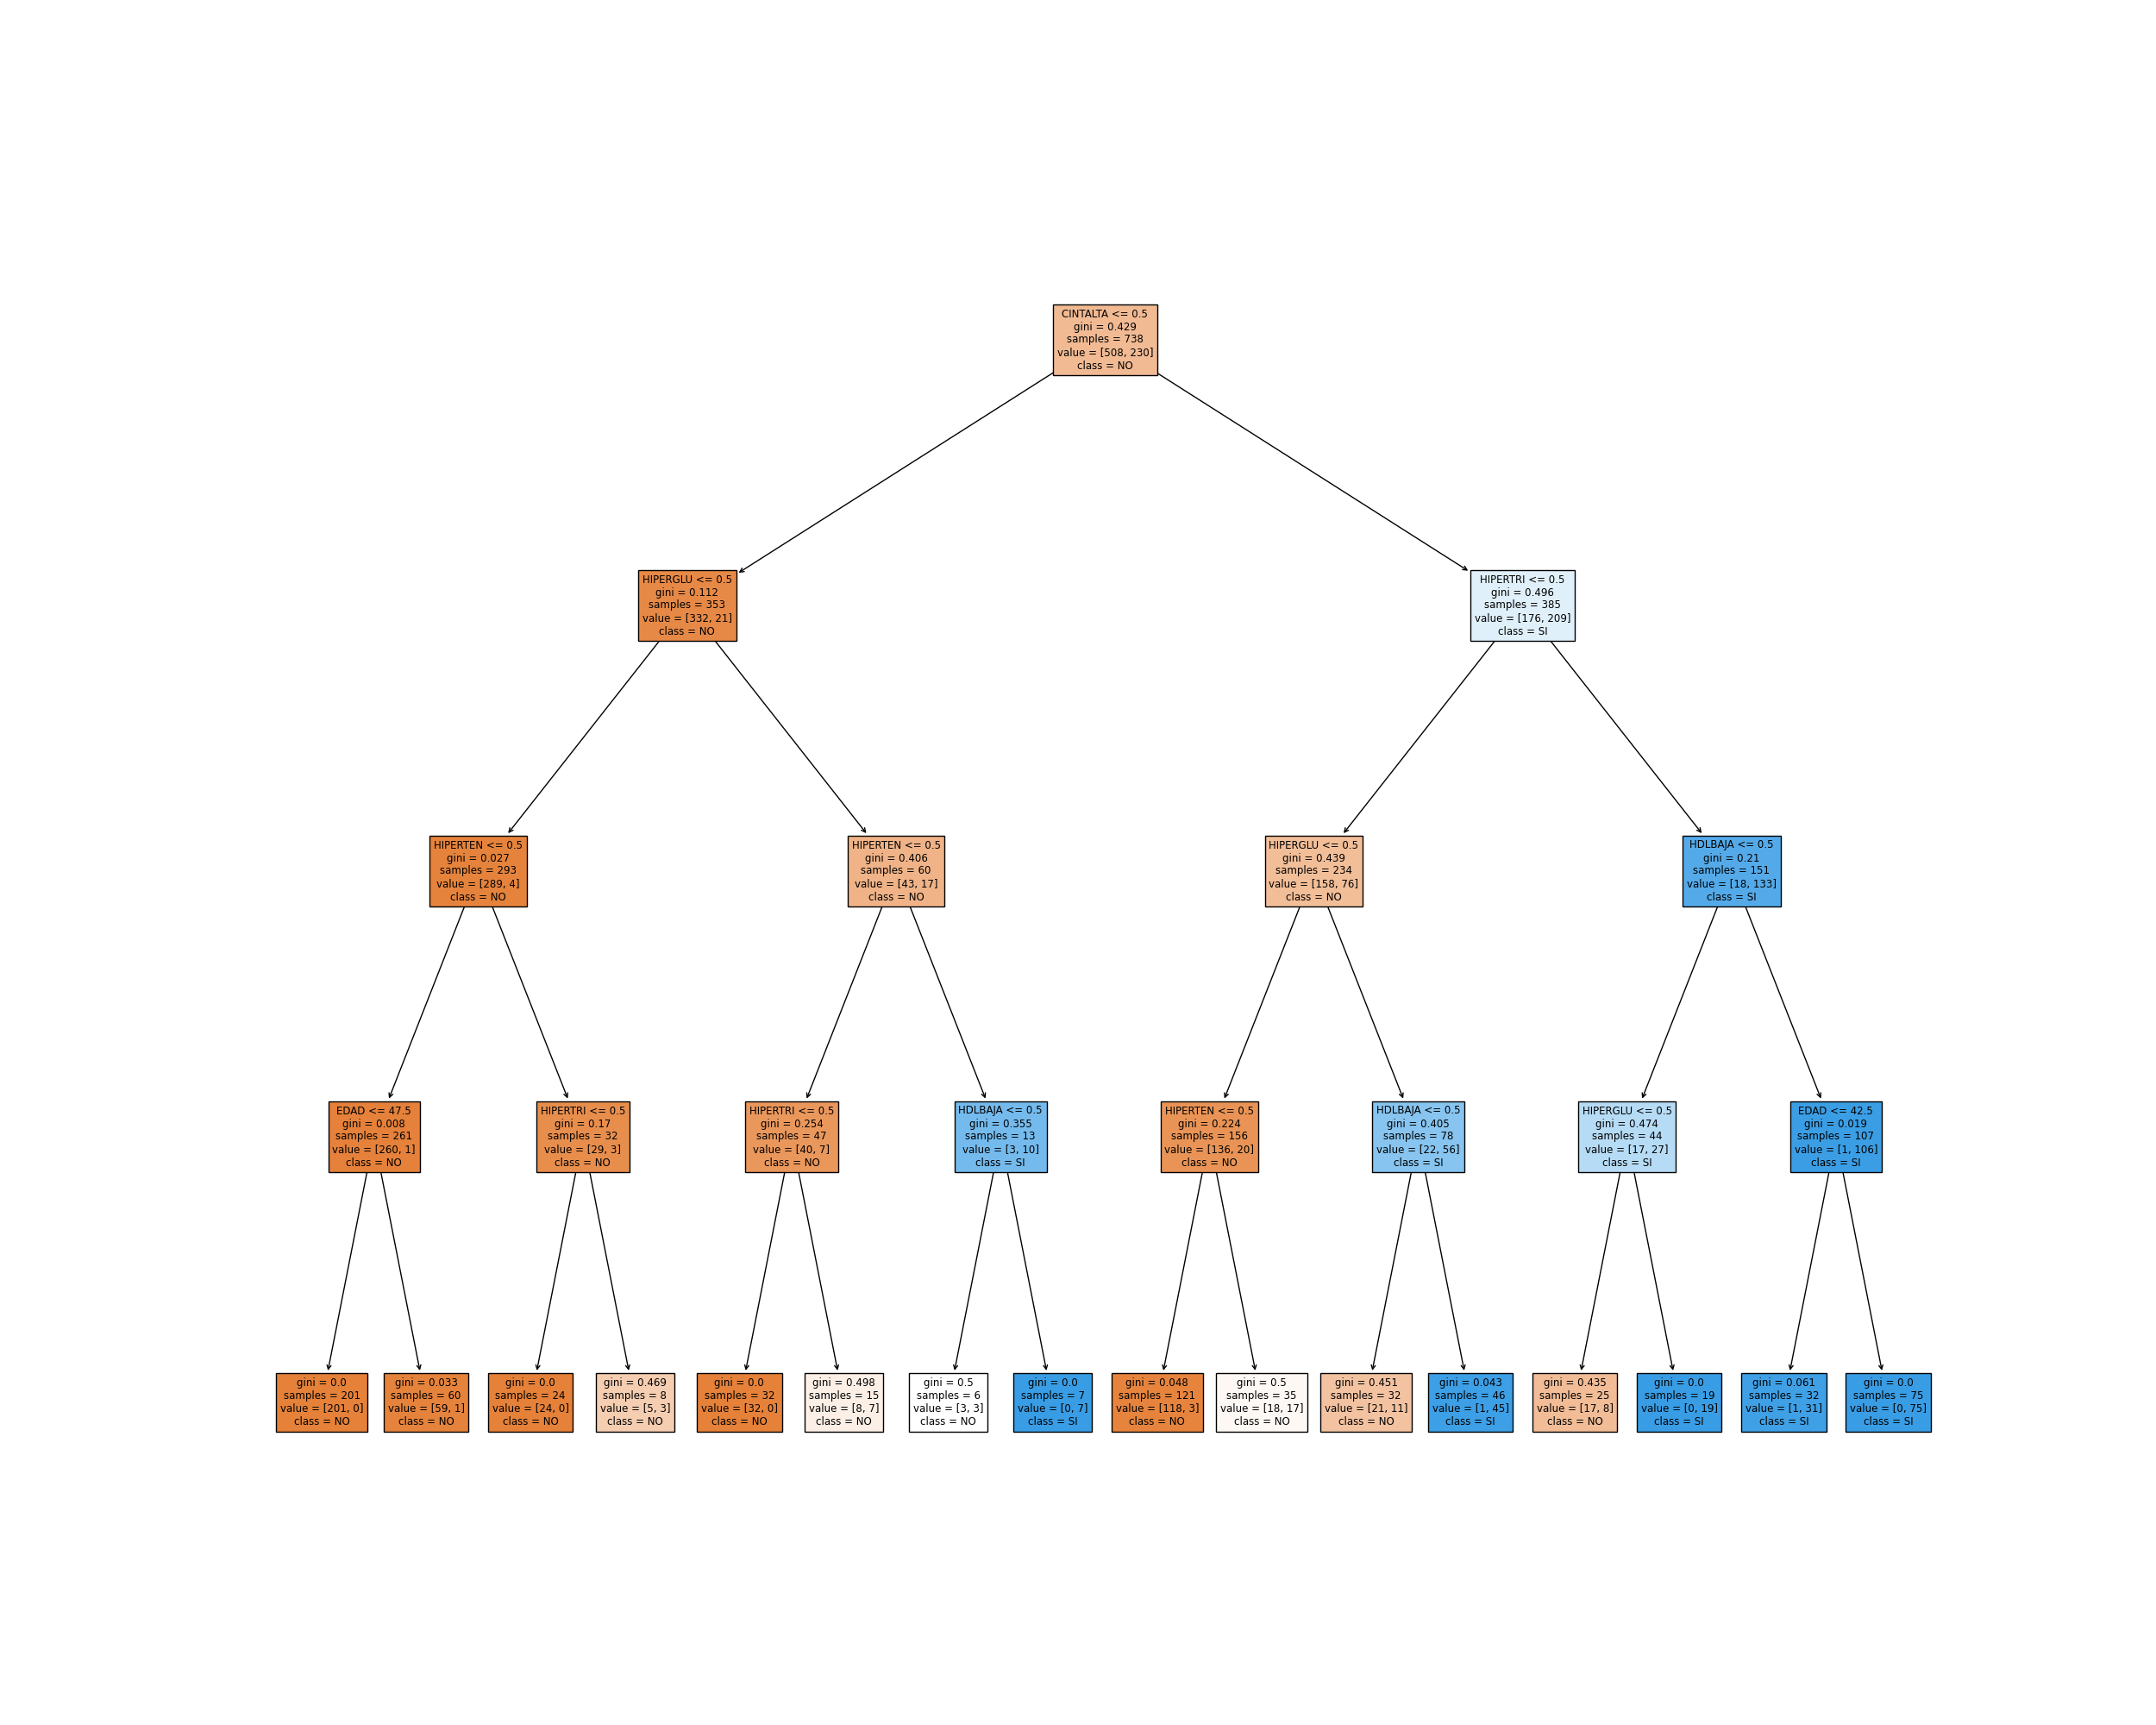 CINTALTA <= 0.5
gini = 0.429
samples = 738
value = [508, 230]
class = NO
HIPERGLU <= 0.5
gini = 0.112
samples = 353
value = [332, 21]
class = NO
HIPERTRI <= 0.5
gini = 0.496
samples = 385
value = [176, 209]
class = SI
HIPERTEN <= 0.5
gini = 0.027
samples = 293
value = [289, 4]
class = NO
HIPERTEN <= 0.5
gini = 0.406
samples = 60
value = [43, 17]
class = NO
HIPERGLU <= 0.5
gini = 0.439
samples = 234
value = [158, 76]
class = NO
HDLBAJA <= 0.5
gini = 0.21
samples = 151
value = [18, 133]
class = SI
EDAD <= 47.5
gini = 0.008
samples = 261
value = [260, 1]
class = NO
HIPERTRI <= 0.5
gini = 0.17
samples = 32
value = [29, 3]
class = NO
HIPERTRI <= 0.5
gini = 0.254
samples = 47
value = [40, 7]
class = NO
HDLBAJA <= 0.5
gini = 0.355
samples = 13
value = [3, 10]
class = SI
HIPERTEN <= 0.5
gini = 0.224
samples = 156
value = [136, 20]
class = NO
HDLBAJA <= 0.5
gini = 0.405
samples = 78
value = [22, 56]
class = SI
HIPERGLU <= 0.5
gini = 0.474
samples = 44
value = [17, 27]
class = SI
EDAD <= 42.5
gini = 0.019
samples = 107
value = [1, 106]
class = SI
gini = 0.0
samples = 201
value = [201, 0]
class = NO
gini = 0.033
samples = 60
value = [59, 1]
class = NO
gini = 0.0
samples = 24
value = [24, 0]
class = NO
gini = 0.469
samples = 8
value = [5, 3]
class = NO
gini = 0.0
samples = 32
value = [32, 0]
class = NO
gini = 0.498
samples = 15
value = [8, 7]
class = NO
gini = 0.5
samples = 6
value = [3, 3]
class = NO
gini = 0.0
samples = 7
value = [0, 7]
class = SI
gini = 0.048
samples = 121
value = [118, 3]
class = NO
gini = 0.5
samples = 35
value = [18, 17]
class = NO
gini = 0.451
samples = 32
value = [21, 11]
class = NO
gini = 0.043
samples = 46
value = [1, 45]
class = SI
gini = 0.435
samples = 25
value = [17, 8]
class = NO
gini = 0.0
samples = 19
value = [0, 19]
class = SI
gini = 0.061
samples = 32
value = [1, 31]
class = SI
gini = 0.0
samples = 75
value = [0, 75]
class = SI